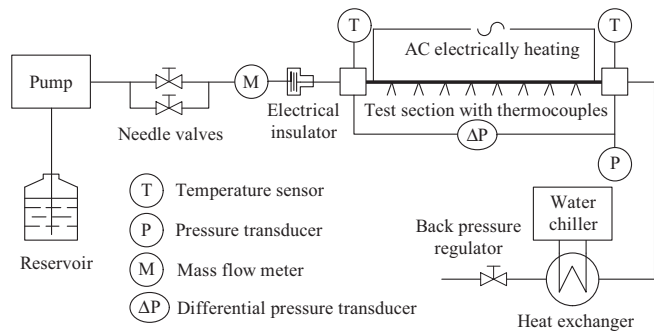 T
T
AC electrically heating
Pump
M
Electrical
insulator
Test section with thermocouples
Needle valves
ΔP
P
T Temperature sensor
Water
chiller
P Pressure transducer
Back pressure
regulator
Reservoir
M Mass flow meter
ΔP Differential pressure transducer
Heat exchanger